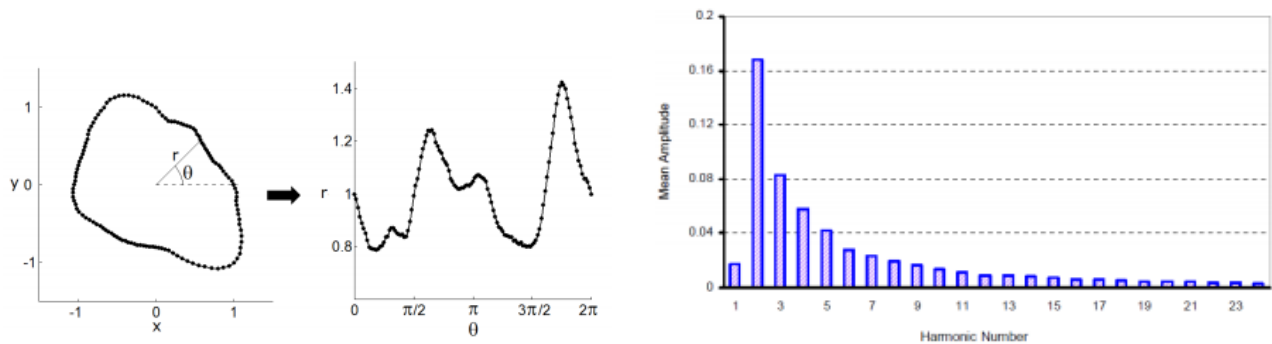 1
y 0
-1
-1 0 1
x
r
θ
1.4
1.2
r 1
0.8
0 π/2 π 3π/2 2π
θ
0.2
0.16
0.12
0.08
0.04
0
Mean Amplitude
1 3 5 7 9 11 13 15 17 19 21 23
Harmonic Number